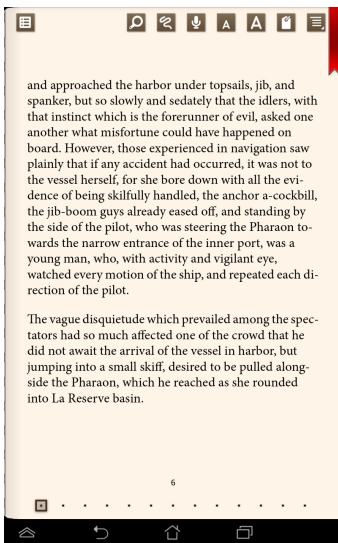 A A
and approached the harbor under topsails, jib, and
spanker, but so slowly and sedately that the idlers, with
that instinct which is the forerunner of evil, asked one
another what misfortune could have happened on
board. However, those experienced in navigation saw
plainly that if any accident had occurred, it was not to
the vessel herself, for she bore down with all the evi-
dence of being skilfully handled, the anchor a-cockbill,
the jib-boom guys already eased off, and standing by
the side of the pilot, who was steering the Pharaon to-
wards the narrow entrance of the inner port, was a
young man, who, with activity and vigilant eye,
watched every motion of the ship, and repeated each di-
rection of the pilot.
The vague disquietude which prevailed among the spec-
tators had so much affected one of the crowd that he
did not await the arrival of the vessel in harbor, but
jumping into a small skiff, desired to be pulled along-
side the Pharaon, which he reached as she rounded
into La Reserve basin.
6